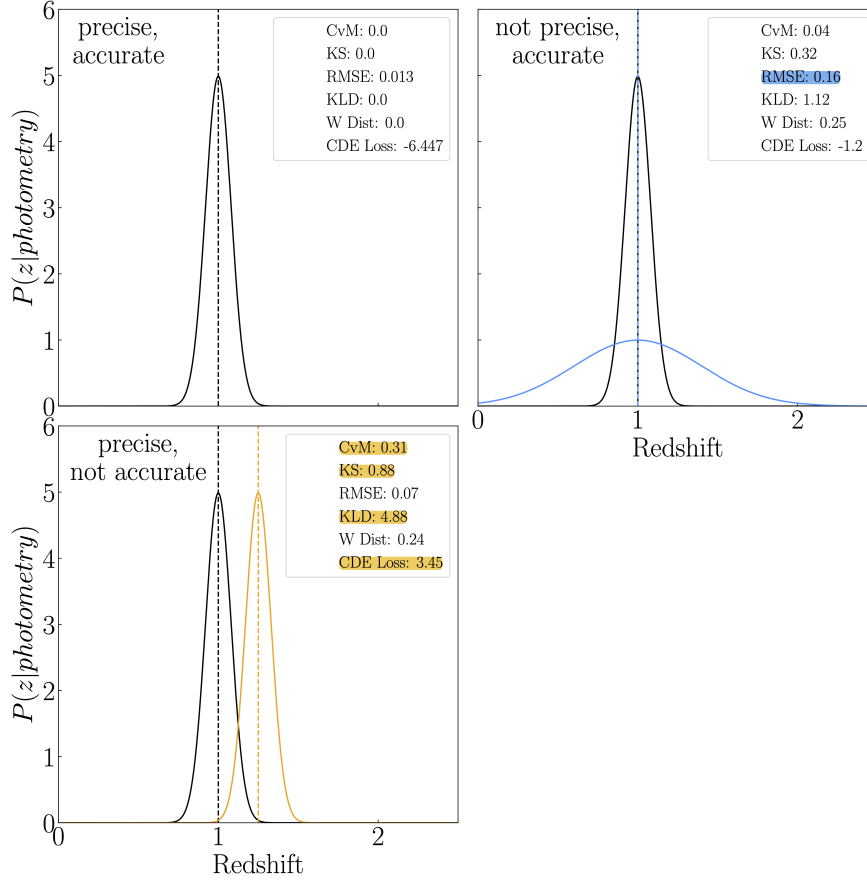 precise,
accurate
CvM: 0.0
KS: 0.0
RMSE: 0.013
KLD: 0.0
W Dist: 0.0
CDE Loss: -6.447
P(z|photometry)
6
5
4
3
2
1
0
not precise,
accurate
CvM: 0.04
KS: 0.32
RMSE: 0.16
KLD: 1.12
W Dist: 0.25
CDE Loss: -1.2
0
1
2
Redshift
precise,
not accurate
CvM: 0.31
KS: 0.88
RMSE: 0.07
KLD: 4.88
W Dist: 0.24
CDE Loss: 3.45
P(z|photometry)
6
5
4
3
2
1
0
0
1
2
Redshift